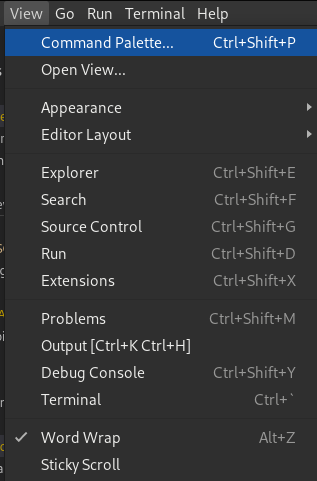 View Go Run Terminal Help
Command Palette... Ctrl+Shift+P
Open View...
Appearance
Editor Layout
Explorer Ctrl+Shift+E
Search Ctrl+Shift+F
Source Control Ctrl+Shift+G
Run Ctrl+Shift+D
Extensions Ctrl+Shift+X
Problems Ctrl+Shift+M
Output [Ctrl+K Ctrl+H]
Debug Console Ctrl+Shift+Y
Terminal Ctrl+`
Word Wrap Alt+Z
Sticky Scroll